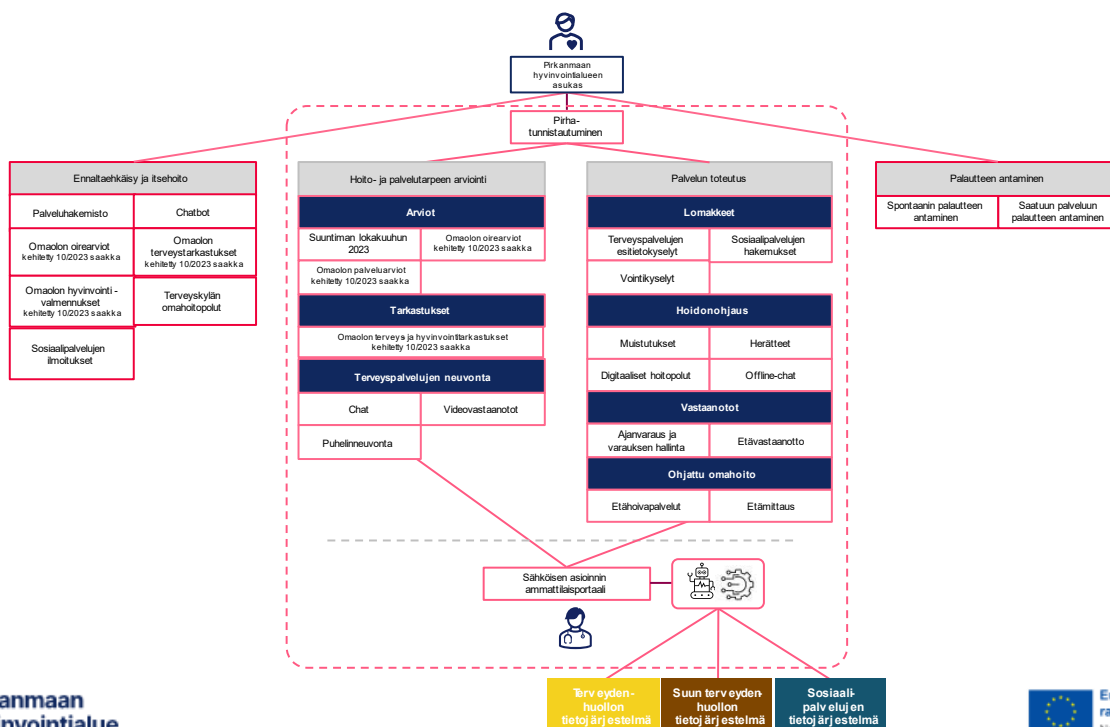 Pirkanmaan
hyvinvointialueen
asukas
Pirha-
tunnistautuminen
Ennaltaehkäisy ja itsehoito
Palveluhakemisto
Chatbot
Omaolon oirearviot
kehitetty 10/2023 saakka
Omaolon
terveystarkastukset
kehitetty 10/2023 saakka
Omaolon hyvinvointi -
valmennukset
kehitetty 10/2023 saakka
Terveyskylän
omahoitopolut
Sosiaalipalvelujen
ilmoitukset
Hoito- ja palvelutarpeen arviointi
Arviot
Suuntiman lokakuuhun
2023
Omaolon oirearviot
kehitetty 10/2023 saakka
Omaolon palveluarviot
kehitetty 10/2023 saakka
Tarkastukset
Omaolon terveys ja hyvinvointitarkastukset
kehitetty 10/2023 saakka
Terveyspalvelujen neuvonta
Chat
Videovastaanotot
Puhelinneuvonta
Palvelun toteutus
Lomakkeet
Terveyspalvelujen
esitietokyselyt
Sosiaalipalvelujen
hakemukset
Vointikyselyt
Hoidonohjaus
Muistutukset
Herätteet
Digitaaliset hoitopolut
Offline-chat
Vastaanotot
Ajanvaraus ja
varauksen hallinta
Etävastaanotto
Ohjattu omahoito
Etähoivapalvelut
Etämittaus
Palautteen antaminen
Spontaanin palautteen
antaminen
Saatuun palveluun
palautteen antaminen
Sähköisen asioinnin
ammattilaisportaali
Terveyden-
huollon
tietojärjestelmä
Suun terveyden-
huollon
tietojärjestelmä
Sosiaali-
palvelujen
tietojärjestelmä